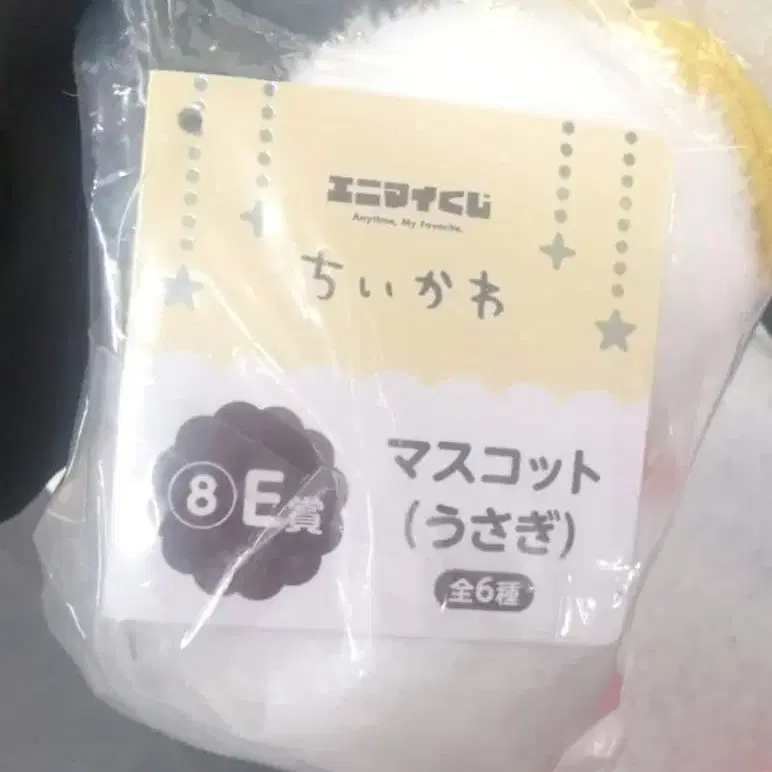 エニマイくじ
Anytime, My Favorite.
ちいかわ
⑧E賞
マスコット
(うさぎ)
全6種